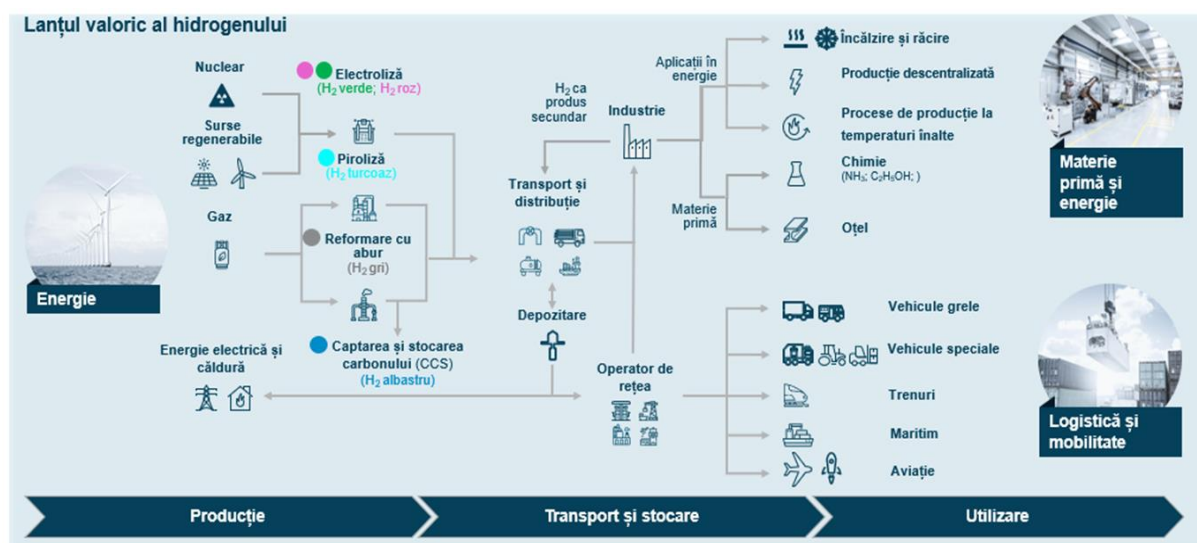 Lanțul valoric al hidrogenului
Nuclear
Surse
regenerabile
Gaz
Energie
Energie electrică și
căldură
Electroliză
(H₂ verde; H₂ roz)
Piroliză
(H₂ turcoaz)
Reformare cu
abur
(H₂ gri)
Captarea și stocarea
carbonului (CCS)
(H₂ albastru)
H₂ ca
produs
secundar
Transport și
distribuție
Depozitare
Industrie
Operator de
rețea
Aplicații în
energie
Materie
primă
Încălzire și răcire
Producție descentralizată
Procese de producție la
temperaturi înalte
Chimie
(NH₃; C₂H₅OH; )
Oțel
Materie
primă și
energie
Vehicule grele
Vehicule speciale
Trenuri
Maritim
Aviație
Logistică și
mobilitate
Producție
Transport și stocare
Utilizare